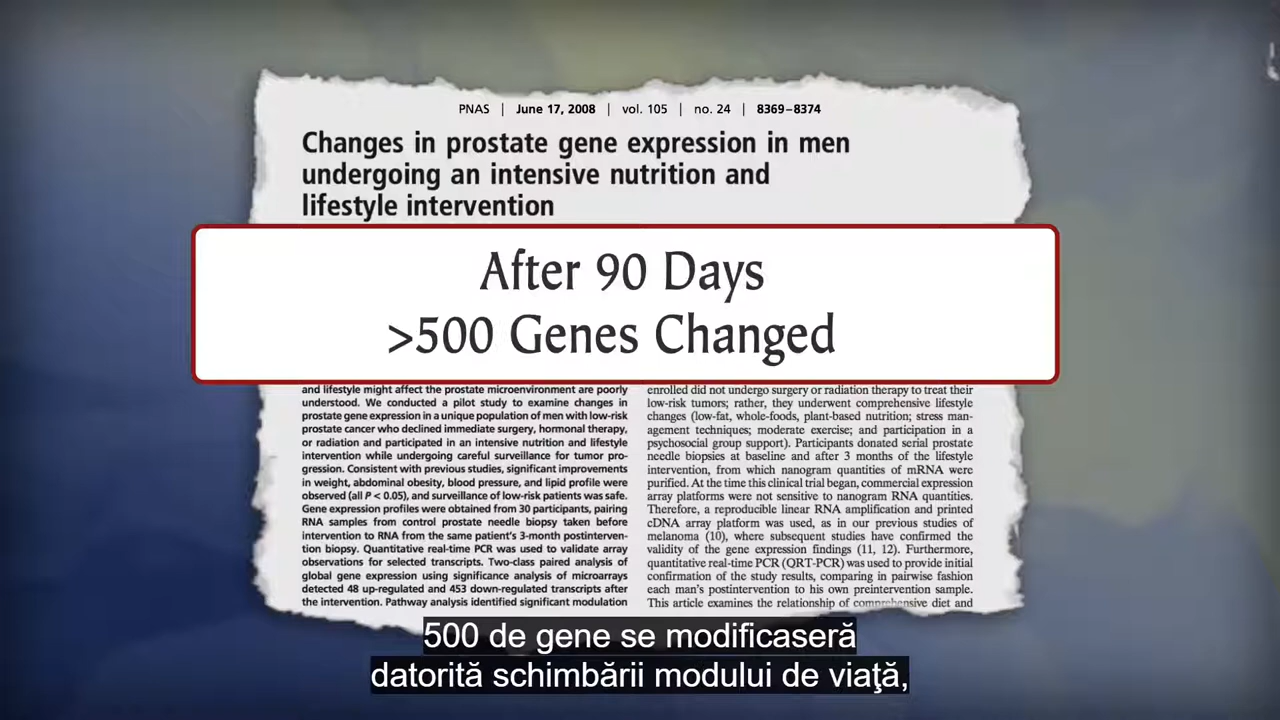 PNAS | June 17, 2008 | vol. 105 | no. 24 | 8369–8374
Changes in prostate gene expression in men
undergoing an intensive nutrition and
lifestyle intervention
After 90 Days
>500 Genes Changed
and lifestyle might affect the prostate microenvironment are poorly
understood. We conducted a pilot study to examine changes in
prostate gene expression in a unique population of men with low-risk
prostate cancer who declined immediate surgery, hormonal therapy,
or radiation and participated in an intensive nutrition and lifestyle
intervention while undergoing careful surveillance for tumor pro-
gression. Consistent with previous studies, significant improvements
in weight, abdominal obesity, blood pressure, and lipid profile were
observed (all P < 0.05), and surveillance of low-risk patients was safe.
Gene expression profiles were obtained from 30 participants, pairing
RNA samples from control prostate needle biopsy taken before
intervention to RNA from the same patient's 3-month postinterven-
tion biopsy. Quantitative real-time PCR was used to validate array
observations for selected transcripts. Two-class paired analysis of
global gene expression using significance analysis of microarrays
detected 48 up-regulated and 453 down-regulated transcripts after
the intervention. Pathway analysis identified significant modulation
enrolled did not undergo surgery or radiation therapy to treat their
low-risk tumors; rather, they underwent comprehensive lifestyle
changes (low-fat, whole-foods, plant-based nutrition; stress man-
agement techniques; moderate exercise; and participation in a
psychosocial group support). Participants donated serial prostate
needle biopsies at baseline and after 3 months of the lifestyle
intervention, from which nanogram quantities of mRNA were
purified. At the time this clinical trial began, commercial expression
array platforms were not sensitive to nanogram RNA quantities.
Therefore, a reproducible linear RNA amplification and printed
cDNA array platform was used, as in our previous studies of
melanoma (10), where subsequent studies have confirmed the
validity of the gene expression findings (11, 12). Furthermore,
quantitative real-time PCR (QRT-PCR) was used to provide initial
confirmation of the study results, comparing in pairwise fashion
each man's postintervention to his own preintervention sample.
This article examines the relationship of comprehensive diet and
500 de gene se modificaseră
datorită schimbării modului de viaţă,